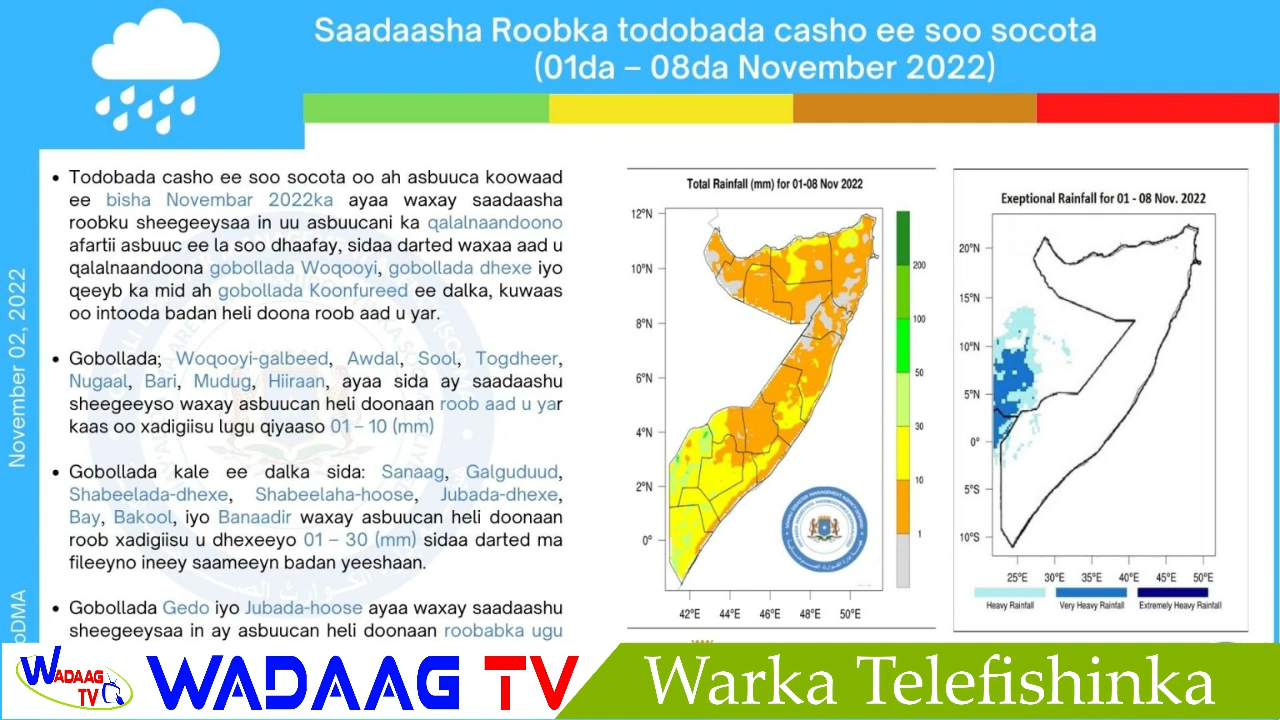 Saadaasha Roobka todobada casho ee soo socota
(01da – 08da November 2022)
• Todobada casho ee soo socota oo ah asbuuca koowaad
ee bisha Novembar 2022ka ayaa waxay saadaasha
roobku sheegeeysaa in uu asbuucani ka qalalnaandoono
afartii asbuuc ee la soo dhaafay, sidaa darted waxaa aad u
qalalnaandoona gobollada Woqooyi, gobollada dhexe iyo
qeeyb ka mid ah gobollada Koonfureed ee dalka, kuwaas
oo intooda badan heli doona roob aad u yar.
• Gobollada; Woqooyi-galbeed, Awdal, Sool, Togdheer,
Nugaal, Bari, Mudug, Hiiraan, ayaa sida ay saadaashu
sheegeeyso waxay asbuucan heli doonaan roob aad u yar
kaas oo xadigiisu lugu qiyaaso 01 – 10 (mm)
• Gobollada kale ee dalka sida: Sanaag, Galguduud,
Shabeelada-dhexe, Shabeelaha-hoose, Jubada-dhexe,
Bay, Bakool, iyo Banaadir waxay asbuucan heli doonaan
roob xadigiisu u dhexeeyo 01 – 30 (mm) sidaa darted ma
fileeyno ineey saameeyn badan yeeshaan.
• Gobollada Gedo iyo Jubada-hoose ayaa waxay saadaashu
sheegeeysaa in ay asbuucan heli doonaan roobabka ugu
November 02, 2022
oDMA
Total Rainfall (mm) for 01-08 Nov 2022
12°N
10°N
8°N
6°N
4°N
2°N
0°
42°E 44°E 46°E 48°E 50°E
200
100
50
30
10
1
Exeptional Rainfall for 01 - 08 Nov. 2022
20°N
15°N
10°N
5°N
0°
5°S
10°S
25°E 30°E 35°E 40°E 45°E 50°E
Heavy Rainfall Very Heavy Rainfall Extremely Heavy Rainfall
WADAAG
TV
WADAAG TV
Warka Telefishinka